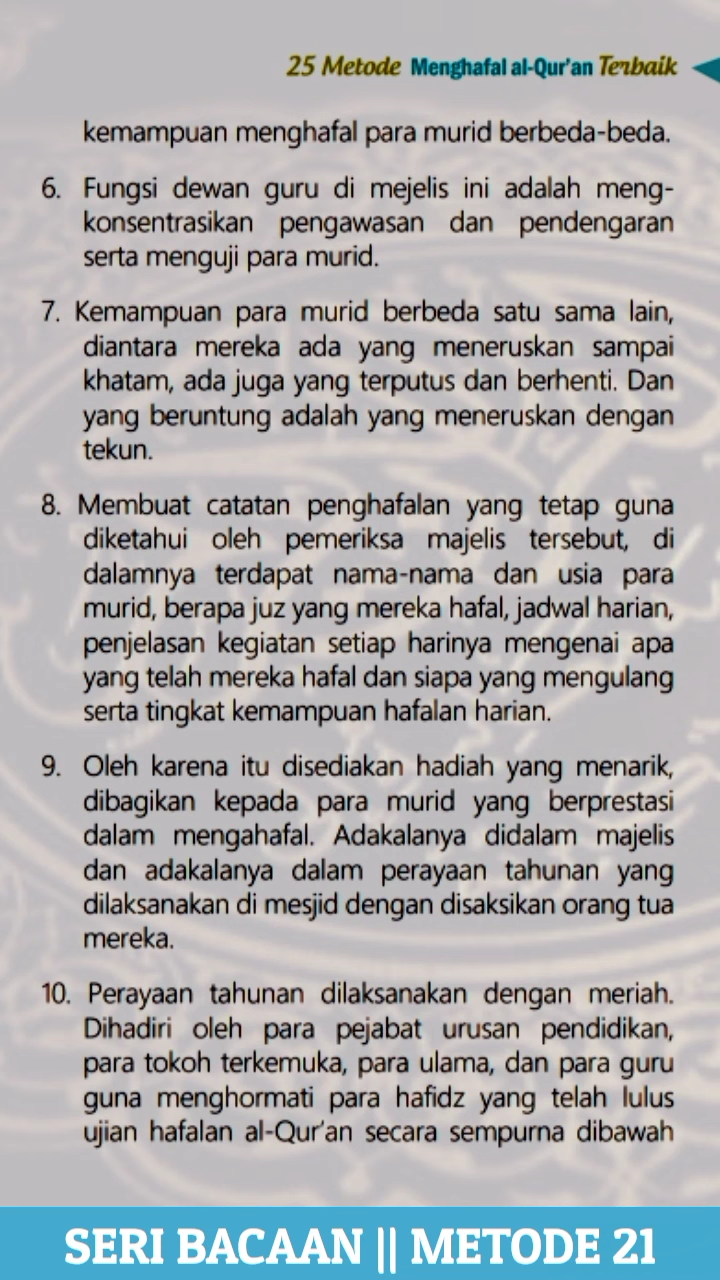 25 Metode Menghafal al-Qur'an Terbaik
kemampuan menghafal para murid berbeda-beda.
6. Fungsi dewan guru di mejelis ini adalah meng-
konsentrasikan pengawasan dan pendengaran
serta menguji para murid.
7. Kemampuan para murid berbeda satu sama lain,
diantara mereka ada yang meneruskan sampai
khatam, ada juga yang terputus dan berhenti. Dan
yang beruntung adalah yang meneruskan dengan
tekun.
8. Membuat catatan penghafalan yang tetap guna
diketahui oleh pemeriksa majelis tersebut, di
dalamnya terdapat nama-nama dan usia para
murid, berapa juz yang mereka hafal, jadwal harian,
penjelasan kegiatan setiap harinya mengenai apa
yang telah mereka hafal dan siapa yang mengulang
serta tingkat kemampuan hafalan harian.
9. Oleh karena itu disediakan hadiah yang menarik,
dibagikan kepada para murid yang berprestasi
dalam mengahafal. Adakalanya didalam majelis
dan adakalanya dalam perayaan tahunan yang
dilaksanakan di mesjid dengan disaksikan orang tua
mereka.
10. Perayaan tahunan dilaksanakan dengan meriah.
Dihadiri oleh para pejabat urusan pendidikan,
para tokoh terkemuka, para ulama, dan para guru
guna menghormati para hafidz yang telah lulus
ujian hafalan al-Qur'an secara sempurna dibawah
SERI BACAAN || METODE 21